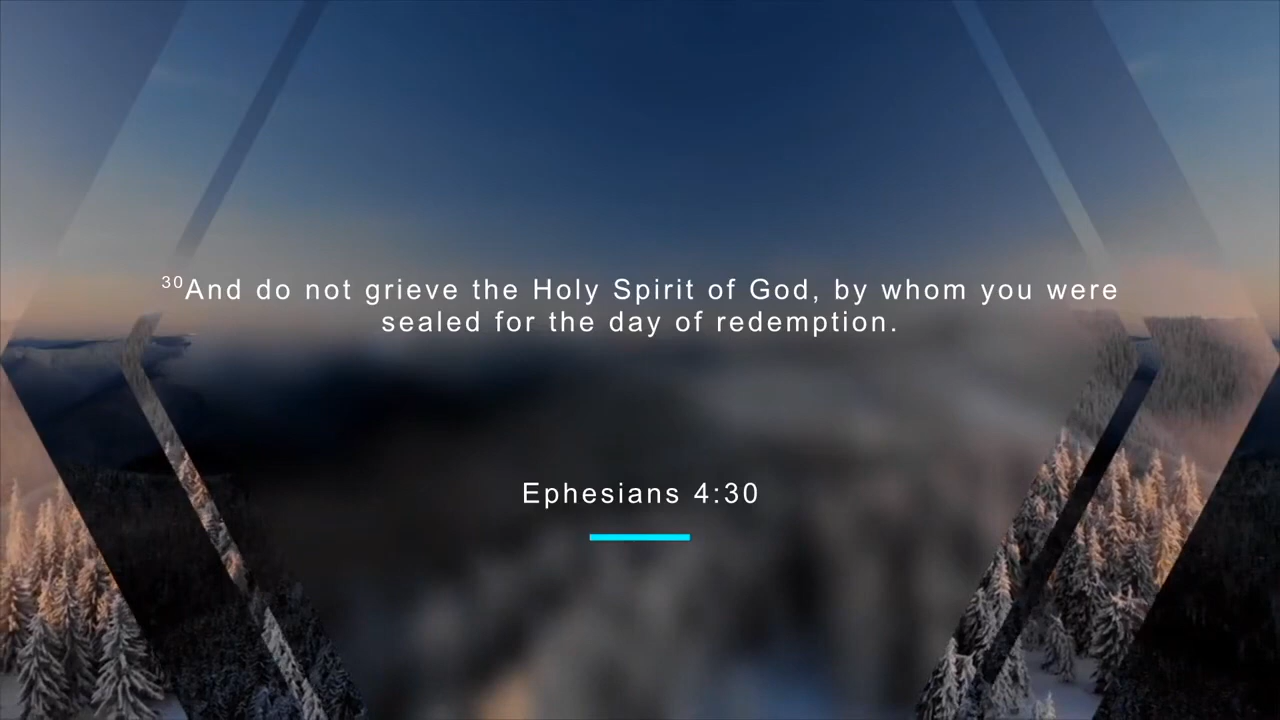 30And do not grieve the Holy Spirit of God, by whom you were
sealed for the day of redemption.
Ephesians 4:30